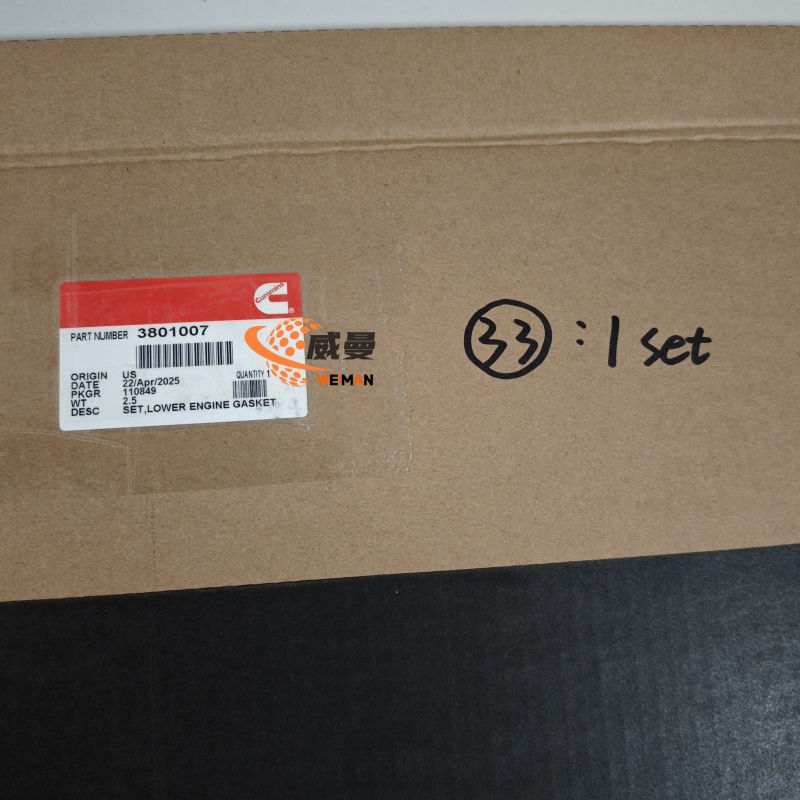 Cummins
PART NUMBER 3801007
ORIGIN US
QUANTITY 1
DATE 22/Apr/2025
PKGR 110849
WT 2.5
DESC SET,LOWER ENGINE GASKET
威曼
WEMAN
33 : 1 set